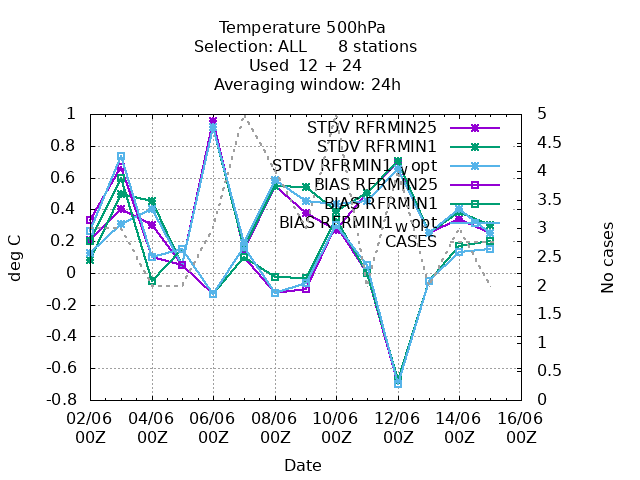 Temperature 500hPa
Selection: ALL 8 stations
Used 12 + 24
Averaging window: 24h
STDV RFRMIN25
STDV RFRMIN1
STDV RFRMIN1w opt
BIAS RFRMIN25
BIAS RFRMIN1
BIAS RFRMIN1w opt
CASES
deg C
1
0.8
0.6
0.4
0.2
0
-0.2
-0.4
-0.6
-0.8
No cases
5
4.5
4
3.5
3
2.5
2
1.5
1
0.5
0
02/06 04/06 06/06 08/06 10/06 12/06 14/06 16/06
00Z 00Z 00Z 00Z 00Z 00Z 00Z 00Z
Date